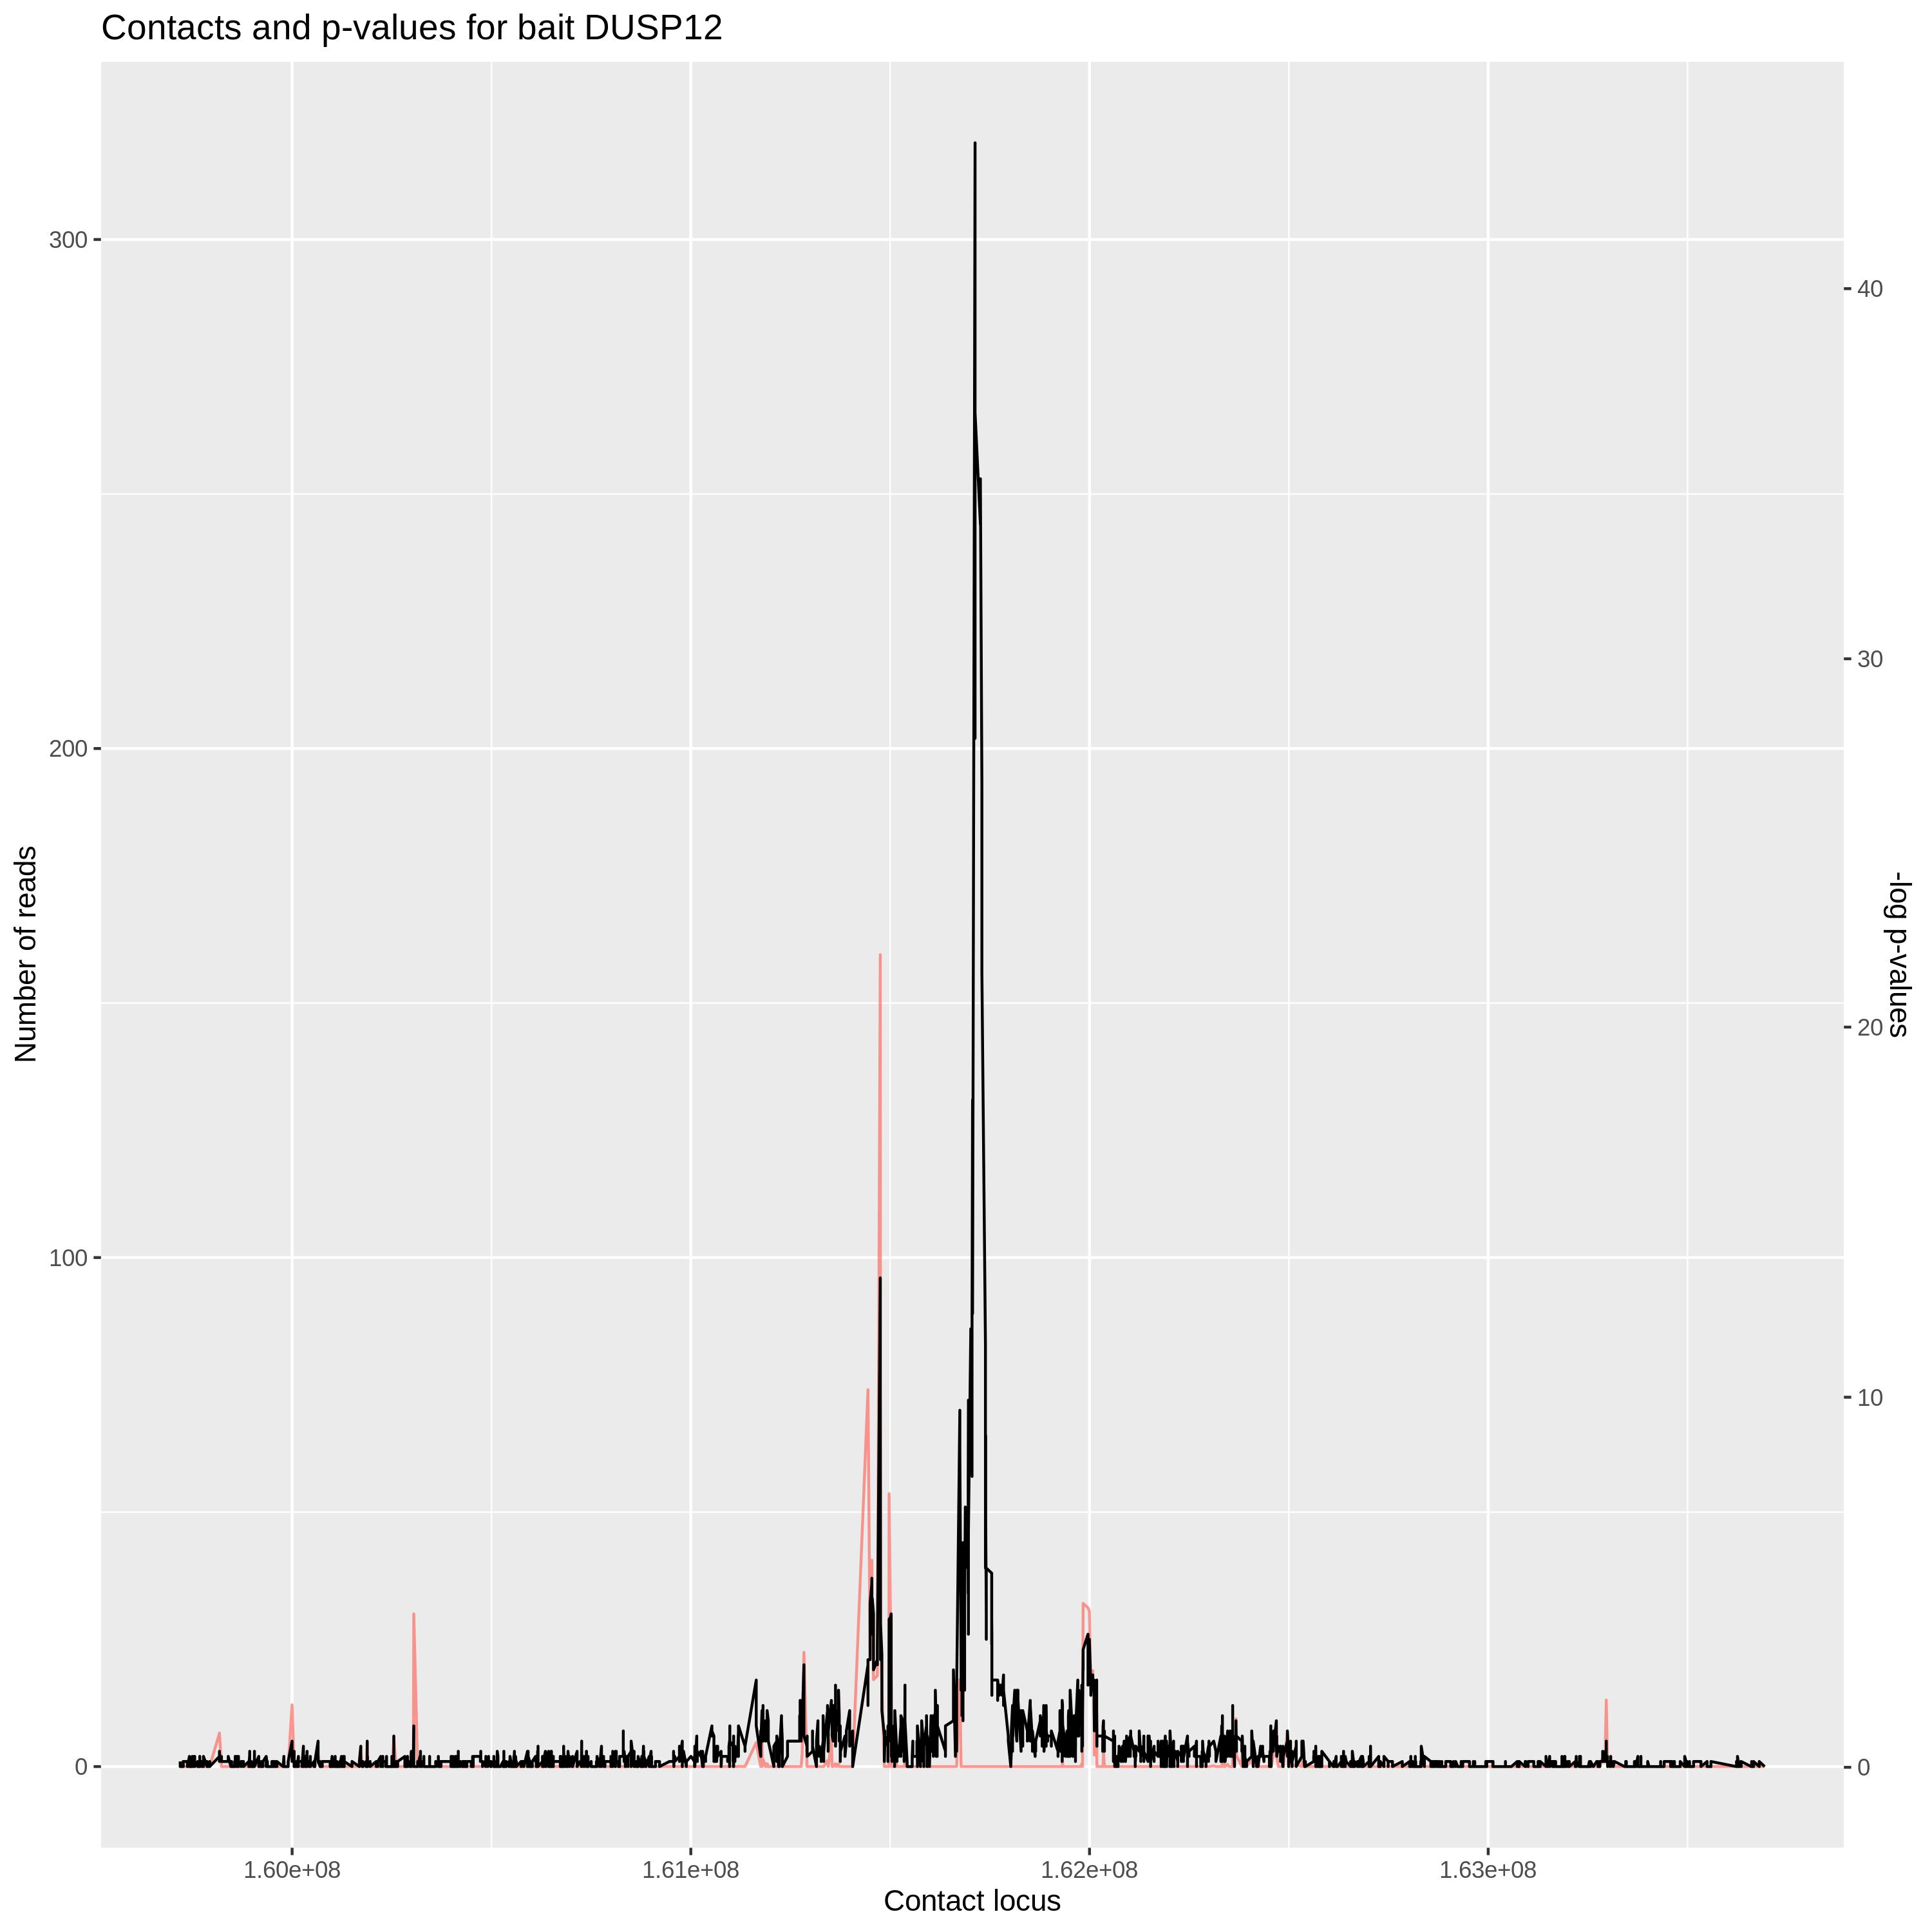 Contacts and p-values for bait DUSP12
300
200
100
0
Number of reads
40
30
20
10
0
-log p-values
1.60e+08
1.61e+08
1.62e+08
1.63e+08
Contact locus